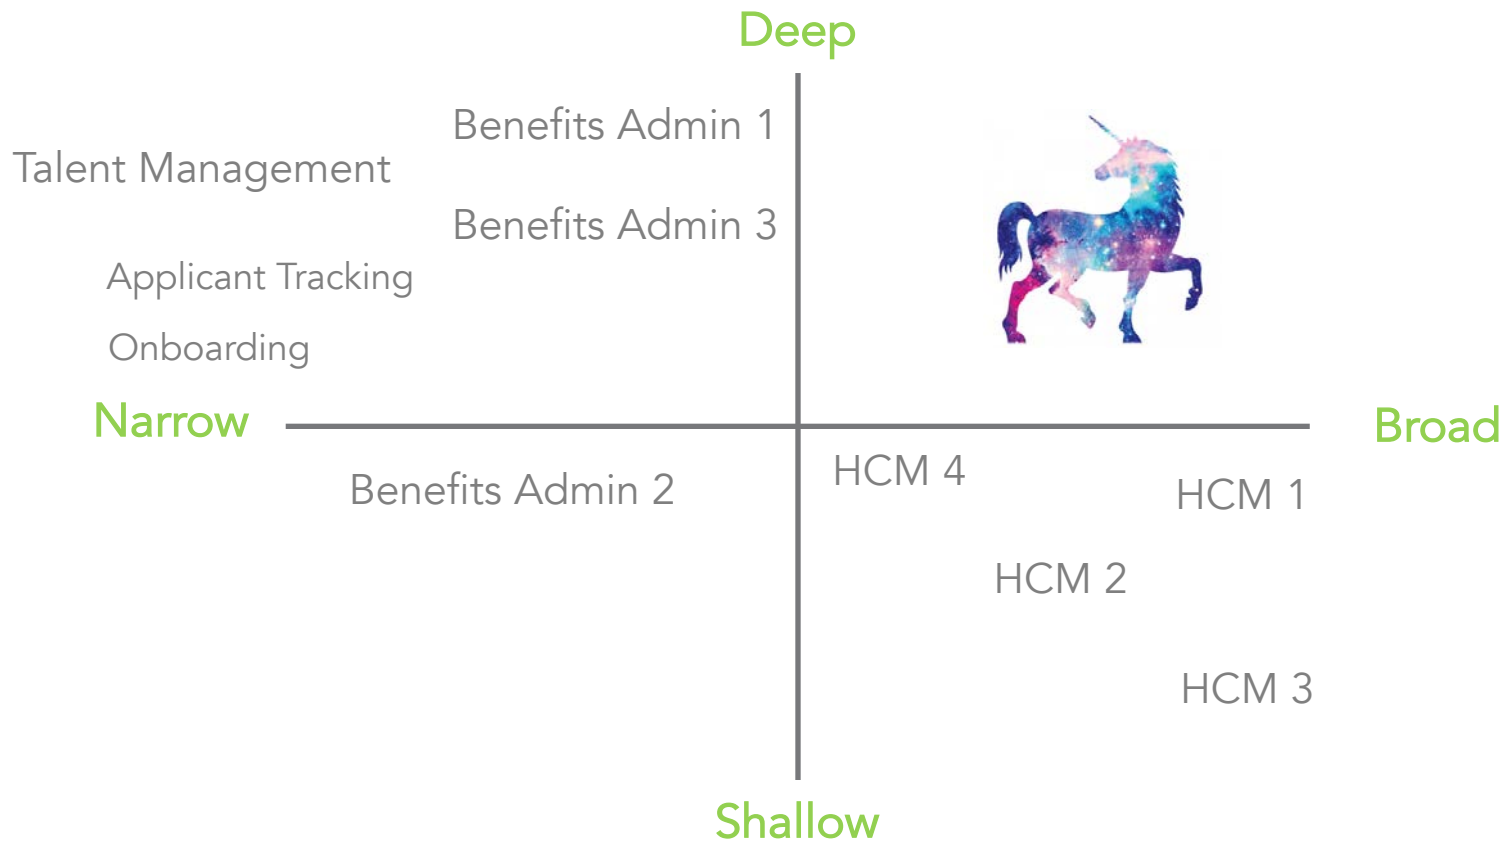 Deep
Benefits Admin 1
Talent Management
Benefits Admin 3
Applicant Tracking
Onboarding
Narrow
Broad
HCM 4
Benefits Admin 2
HCM 1
HCM 2
HCM 3
Shallow